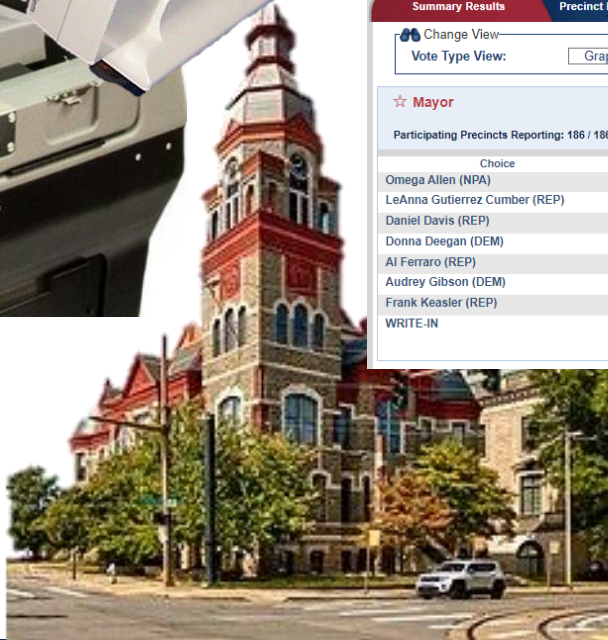 Summary Results
Precinct
Change View
Vote Type View:
Mayor
Participating Precincts Reporting: 186 / 186
Choice
Omega Allen (NPA)
LeAnna Gutierrez Cumber (REP)
Daniel Davis (REP)
Donna Deegan (DEM)
Al Ferraro (REP)
Audrey Gibson (DEM)
Frank Keasler (REP)
WRITE-IN